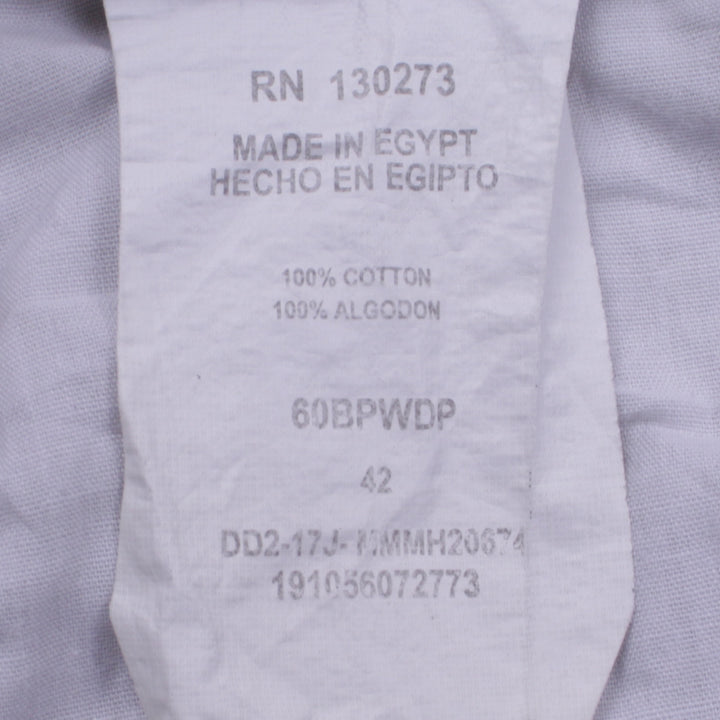 RN 130273
MADE IN EGYPT
HECHO EN EGIPTO
100% COTTON
100% ALGODON
60BPWDP
42
191056072773